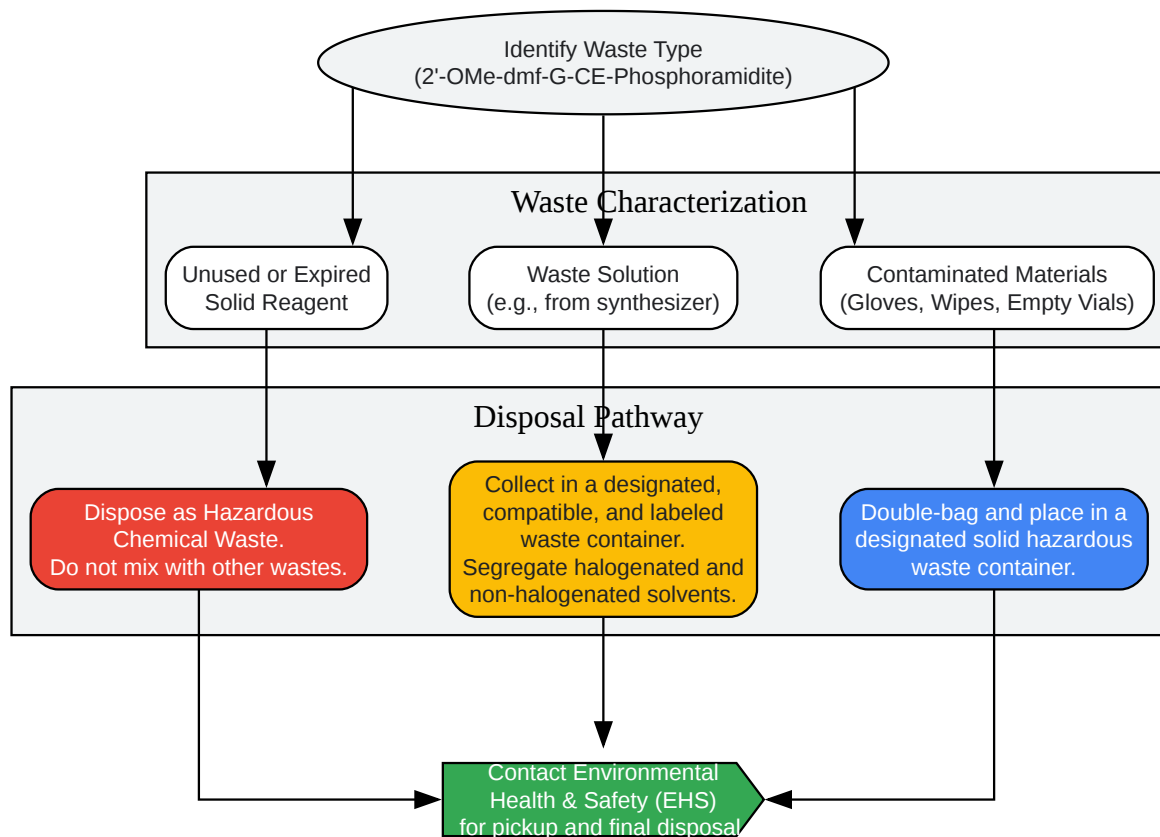 Identify Waste Type
(2'-OMe-dmf-G-CE-Phosphoramidite)
Waste Characterization
Unused or Expired
Solid Reagent
Waste Solution
(e.g., from synthesizer)
Contaminated Materials
(Gloves, Wipes, Empty Vials)
Disposal Pathway
Dispose as Hazardous
Chemical Waste.
Do not mix with other wastes.
Collect in a designated,
compatible, and labeled
waste container.
Segregate halogenated and
non-halogenated solvents.
Double-bag and place in a
designated solid hazardous
waste container.
Contact Environmental
Health & Safety (EHS)
for pickup and final disposal